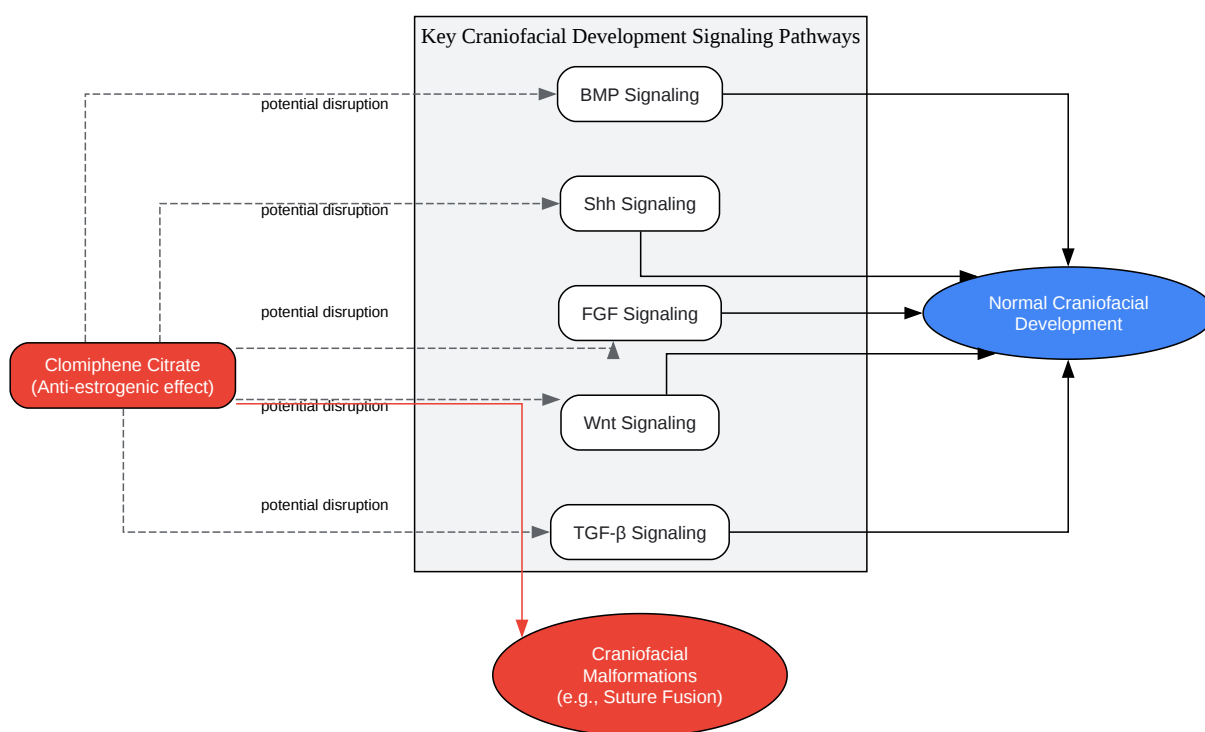 Key Craniofacial Development Signaling Pathways
BMP Signaling
potential disruption
Shh Signaling
potential disruption
FGF Signaling
potential disruption
Normal Craniofacial
Development
Clomiphene Citrate
(Anti-estrogenic effect)
potential disruption
Wnt Signaling
potential disruption
TGF-β Signaling
Craniofacial
Malformations
(e.g., Suture Fusion)